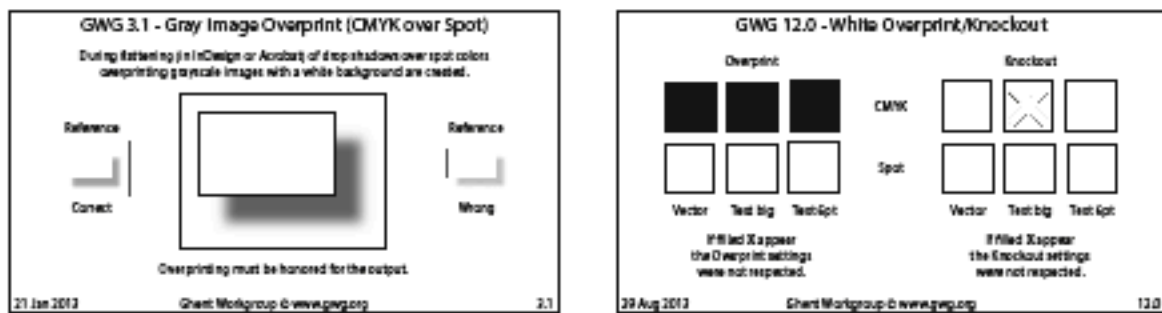 GWG 3.1 - Gray Image Overprint (CMYK over Spot)
During flattening (in InDesign or Acrobat) of drop shadows over spot colors
overprinting grayscale images with a white background are created.
Reference
Correct
Reference
Wrong
Overprinting must be honored for the output.
21 Jan 2013
Ghent Workgroup © www.gwg.org
3.1
GWG 12.0 - White Overprint/Knockout
Overprint
Knockout
CMYK
Spot
Vector
Text big
Text 6pt
Vector
Text big
Text 6pt
If filled X appear
the Overprint settings
were not respected.
If filled X appear
the Knockout settings
were not respected.
Aug 2013
Ghent Workgroup © www.gwg.org